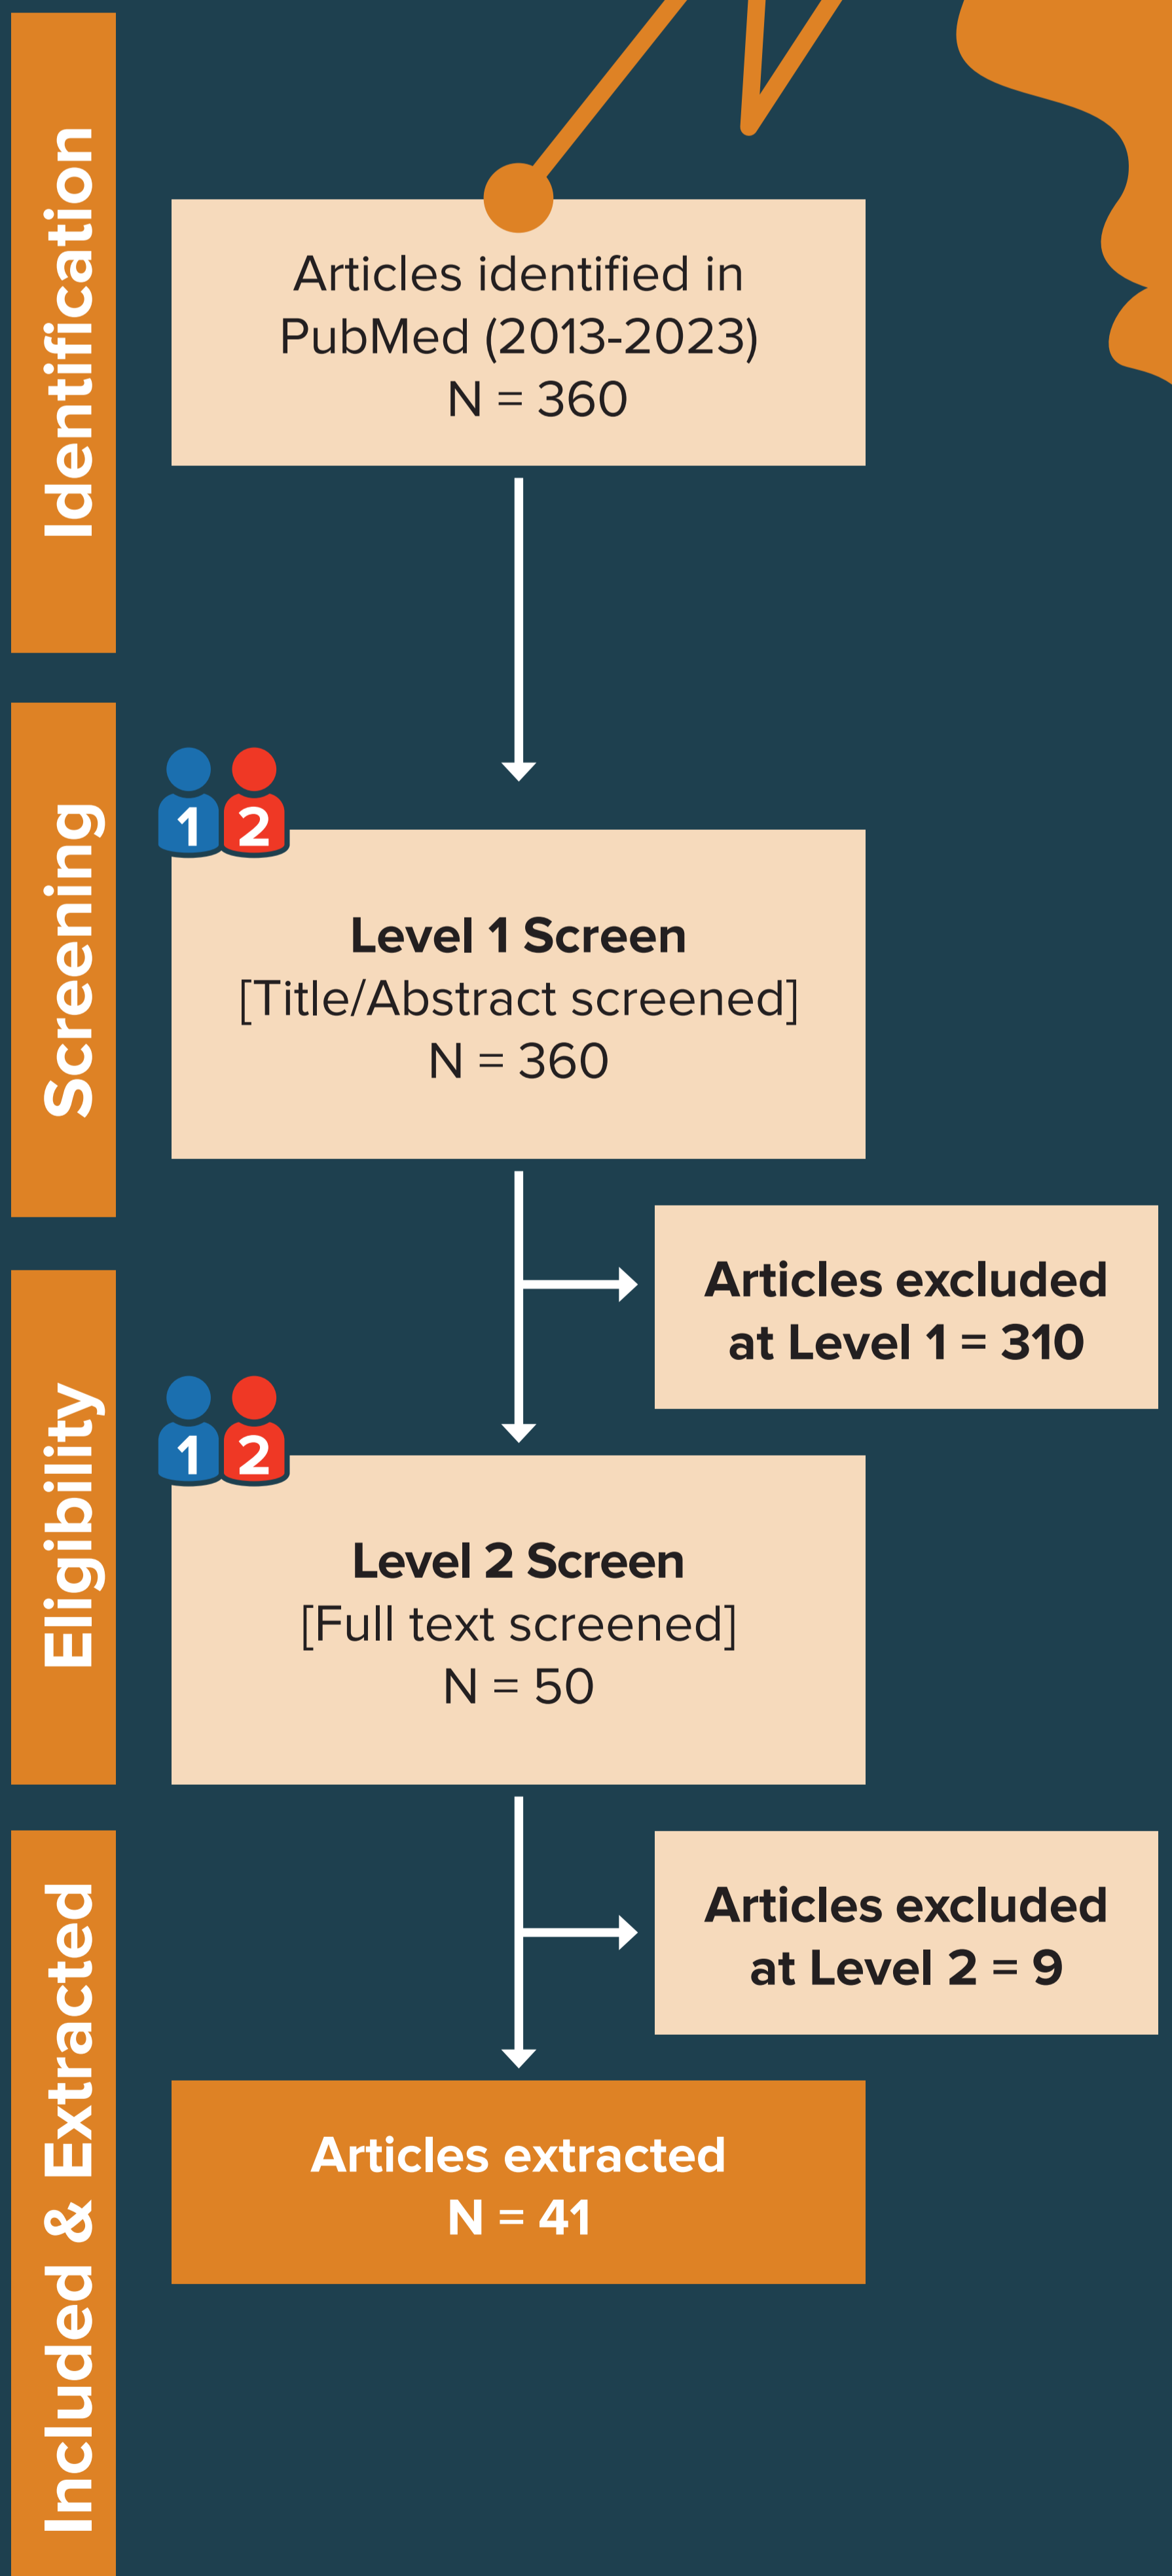 Identification
Articles identified in
PubMed (2013-2023)
N = 360
Screening
1 2
Level 1 Screen
[Title/Abstract screened]
N = 360
Articles excluded
at Level 1 = 310
Eligibility
1 2
Level 2 Screen
[Full text screened]
N = 50
Included & Extracted
Articles excluded
at Level 2 = 9
Articles extracted
N = 41